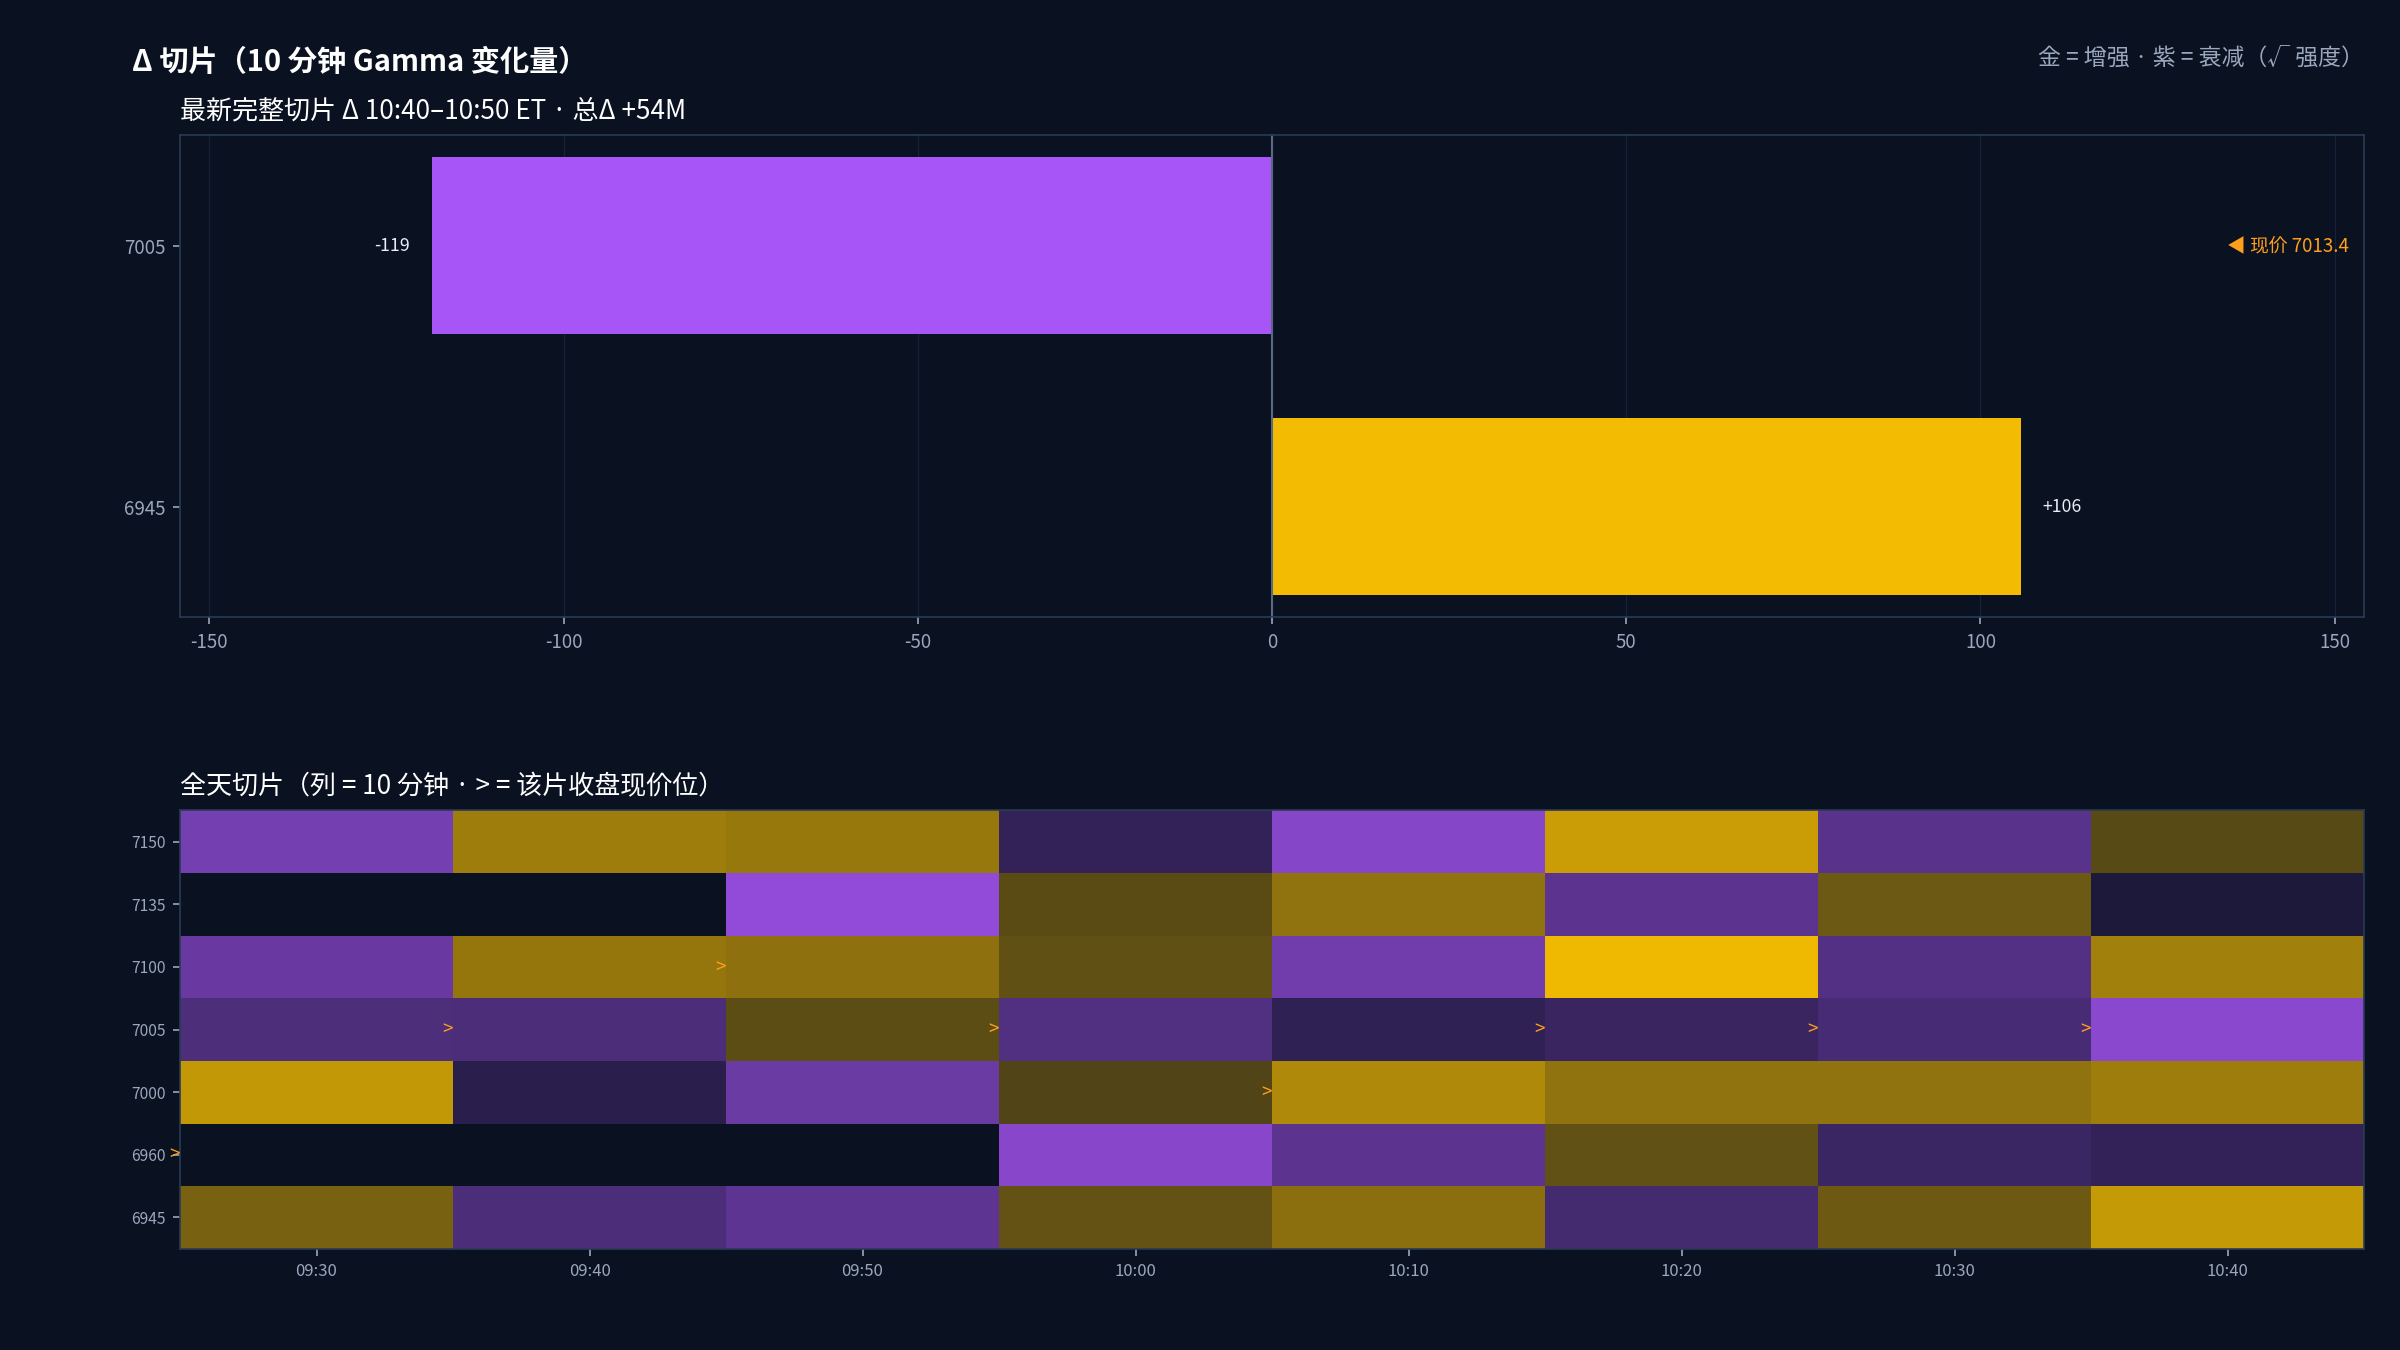 Δ 切片（10 分钟 Gamma 变化量）
金 = 增强 · 紫 = 衰减（√ 强度）
最新完整切片 Δ 10:40–10:50 ET · 总Δ +54M
7005
-119
◀ 现价 7013.4
6945
+106
-150 -100 -50 0 50 100 150
全天切片（列 = 10 分钟 · > = 该片收盘现价位）
7150
7135
7100 >
7005 > > > > >
7000 >
6960 >
6945
09:30 09:40 09:50 10:00 10:10 10:20 10:30 10:40